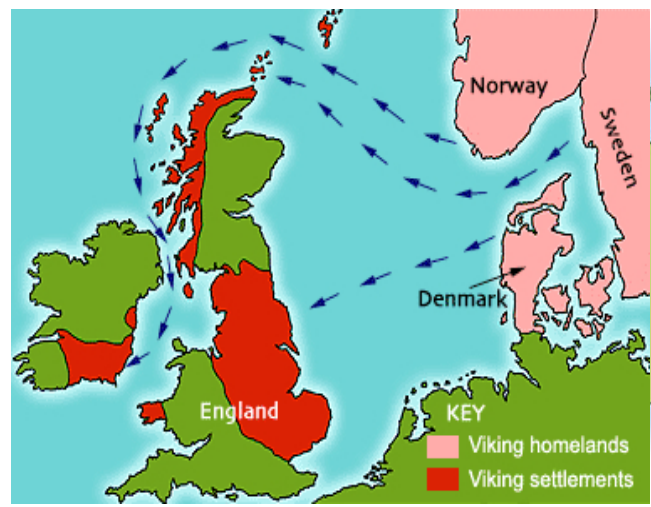 Norway
Sweden
Denmark
England
KEY
Viking homelands
Viking settlements